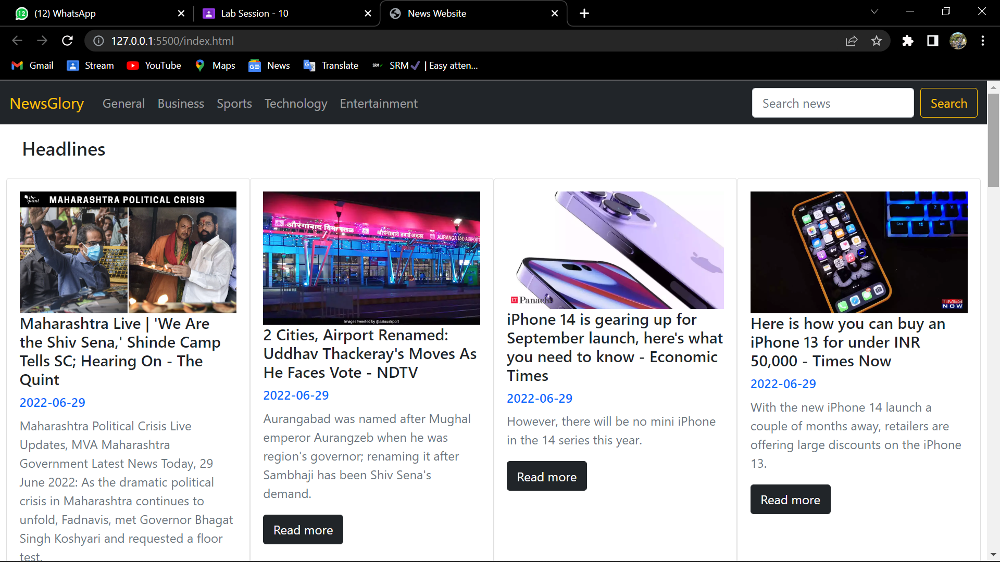 (12) WhatsApp
Lab Session - 10
News Website
127.0.0.1:5500/index.html
Gmail
Stream
YouTube
Maps
News
Translate
SRM | Easy atten...
NewsGlory
General
Business
Sports
Technology
Entertainment
Search news
Search
Headlines
the quint
MAHARASHTRA POLITICAL CRISIS
Maharashtra Live | 'We Are
the Shiv Sena,' Shinde Camp
Tells SC; Hearing On - The
Quint
2022-06-29
Maharashtra Political Crisis Live
Updates, MVA Maharashtra
Government Latest News Today, 29
June 2022: As the dramatic political
crisis in Maharashtra continues to
unfold, Fadnavis, met Governor Bhagat
Singh Koshyari and requested a floor
test.
औरंगाबाद विमानतळ
औरंगाबाद हवाई अड्डा
AURANGABAD AIRPORT
Images tweeted by @aaiauairport
2 Cities, Airport Renamed:
Uddhav Thackeray's Moves As
He Faces Vote - NDTV
2022-06-29
Aurangabad was named after Mughal
emperor Aurangzeb when he was
region's governor; renaming it after
Sambhaji has been Shiv Sena's
demand.
Read more
ET Panache
iPhone 14 is gearing up for
September launch, here's what
you need to know - Economic
Times
2022-06-29
However, there will be no mini iPhone
in the 14 series this year.
Read more
Ctrl
Alt
Z
X
TIMES
NOW
Here is how you can buy an
iPhone 13 for under INR
50,000 - Times Now
2022-06-29
With the new iPhone 14 launch a
couple of months away, retailers are
offering large discounts on the iPhone
13.
Read more